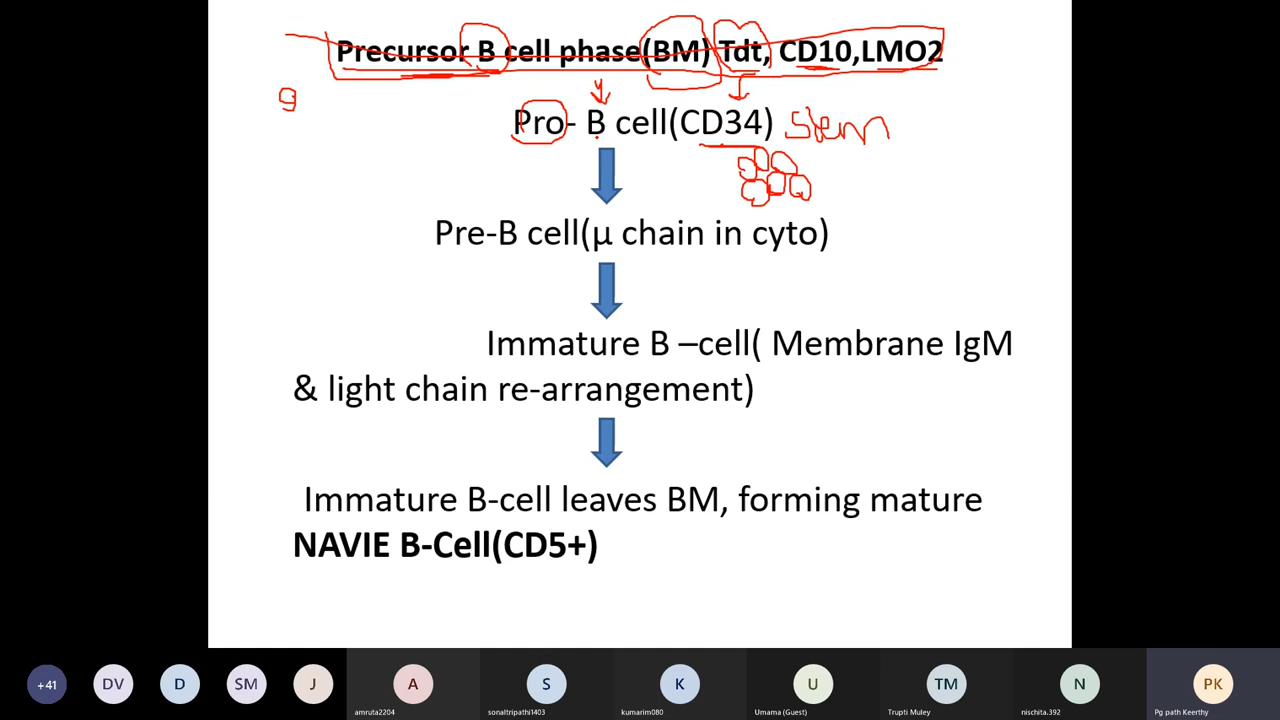 Precursor B cell phase(BM) Tdt, CD10,LMO2
g
Pro- B cell(CD34) Stem
Pre-B cell(µ chain in cyto)
Immature B –cell( Membrane IgM
& light chain re-arrangement)
Immature B-cell leaves BM, forming mature
NAVIE B-Cell(CD5+)
+41 DV D SM J A S K U TM N PK
amruta2204 sonaltripathi1403 kumarim080 Umama (Guest) Trupti Muley nischita.392 Pg path Keerthy